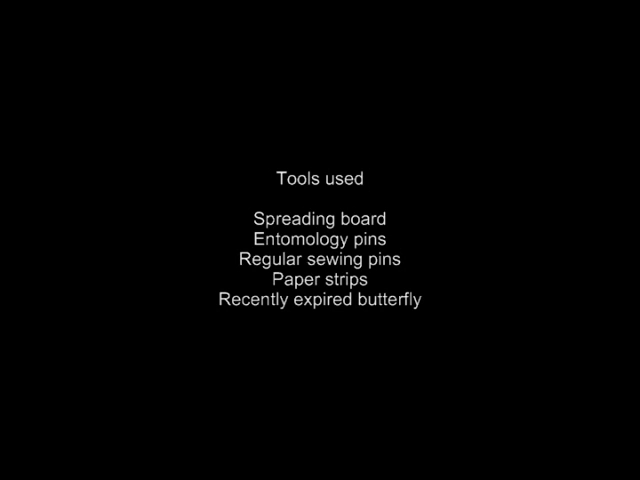 Tools used
Spreading board
Entomology pins
Regular sewing pins
Paper strips
Recently expired butterfly